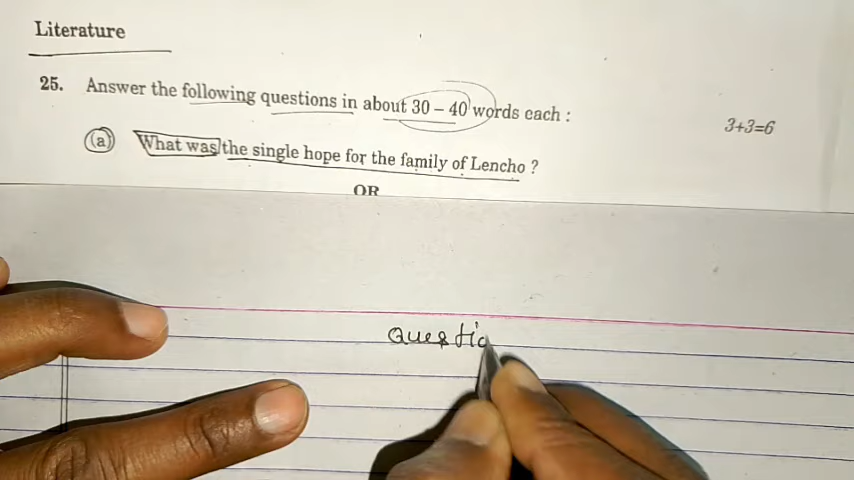 Literature
25. Answer the following questions in about 30 – 40 words each :
3+3=6
(a) What was the single hope for the family of Lencho ?
OR
Questio